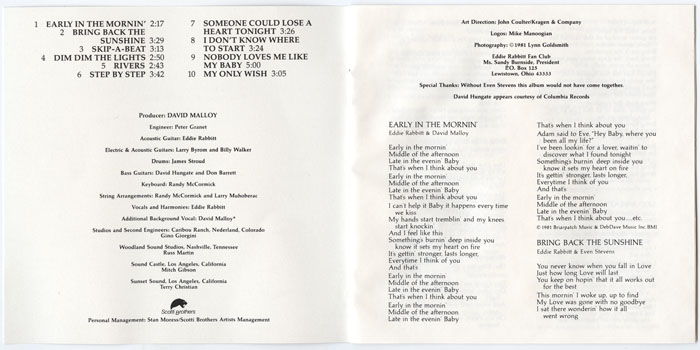 1 EARLY IN THE MORNIN' 2:17
2 BRING BACK THE
SUNSHINE 3:29
3 SKIP-A-BEAT 3:13
4 DIM DIM THE LIGHTS 2:50
5 RIVERS 2:43
6 STEP BY STEP 3:42
7 SOMEONE COULD LOSE A
HEART TONIGHT 3:26
8 I DON'T KNOW WHERE
TO START 3:24
9 NOBODY LOVES ME LIKE
MY BABY 5:00
10 MY ONLY WISH 3:05
Producer: DAVID MALLOY
Engineer: Peter Granet
Acoustic Guitar: Eddie Rabbitt
Electric & Acoustic Guitars: Larry Byrom and Billy Walker
Drums: James Stroud
Bass Guitars: David Hungate and Don Barrett
Keyboard: Randy McCormick
String Arrangements: Randy McCormick and Larry Muhoberac
Vocals and Harmonies: Eddie Rabbitt
Additional Background Vocal: David Malloy*
Studios and Second Engineers: Caribou Ranch, Nederland, Colorado
Gino Giorgini
Woodland Sound Studios, Nashville, Tennessee
Russ Martin
Sound Castle, Los Angeles, California
Mitch Gibson
Sunset Sound, Los Angeles, California
Terry Christian
Scotti Brothers
Personal Management: Stan Moress/Scotti Brothers Artists Management
Art Direction: John Coulter/Kragen & Company
Logos: Mike Manoogian
Photography: ©1981 Lynn Goldsmith
Eddie Rabbitt Fan Club
Ms. Sandy Burnside, President
P.O. Box 125
Lewistown, Ohio 43333
Special Thanks: Without Even Stevens this album would not have come together.
David Hungate appears courtesy of Columbia Records
EARLY IN THE MORNIN'
Eddie Rabbitt & David Malloy
Early in the mornin'
Middle of the afternoon
Late in the evenin' Baby
That's when I think about you
Early in the mornin'
Middle of the afternoon
Late in the evenin' Baby
That's when I think about you
I can't help it Baby it happens every time
we kiss
My hands start tremblin' and my knees
start knockin'
And I feel like this
Something's burnin' deep inside you
know it sets my heart on fire
It's gettin' stronger, lasts longer,
Everytime I think of you
And that's
Early in the mornin'
Middle of the afternoon
Late in the evenin' Baby
That's when I think about you
Early in the mornin'
Middle of the afternoon
Late in the evenin' Baby
That's when I think about you
Adam said to Eve, "Hey Baby, where you
been all my life?"
I've been lookin' for a lover, waitin' to
discover what I found tonight
Something's burnin' deep inside you
know it sets my heart on fire
It's gettin' stronger, lasts longer,
Everytime I think of you
And that's
Early in the mornin'
Middle of the afternoon
Late in the evenin' Baby
That's when I think about you...etc.
© 1981 Briarpatch Music & DebDave Music Inc. BMI
BRING BACK THE SUNSHINE
Eddie Rabbitt & Even Stevens
You never know when you fall in Love
Just how long Love will last
You keep on hopin' that it all works out
for the best
This mornin' I woke up, up to find
My Love was gone with no goodbye
I sat there wonderin' how it all
went wrong